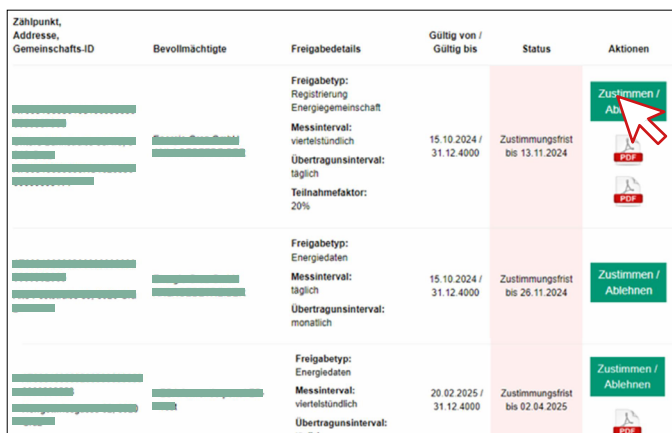 Zählpunkt,
Addresse,
Gemeinschafts-ID
Bevollmächtigte
Freigabedetails
Gültig von /
Gültig bis
Status
Aktionen
Freigabetyp:
Registrierung
Energiegemeinschaft
Messinterval:
viertelstündlich
Übertragunsinterval:
täglich
Teilnahmefaktor:
20%
15.10.2024 /
31.12.4000
Zustimmungsfrist
bis 13.11.2024
Zustimmen /
PDF
PDF
Freigabetyp:
Energiedaten
Messinterval:
täglich
Übertragunsinterval:
monatlich
15.10.2024 /
31.12.4000
Zustimmungsfrist
bis 26.11.2024
Zustimmen /
Ablehnen
Freigabetyp:
Energiedaten
Messinterval:
viertelstündlich
Übertragunsinterval:
20.02.2025 /
31.12.4000
Zustimmungsfrist
bis 02.04.2025
Zustimmen /
Ablehnen
PDF